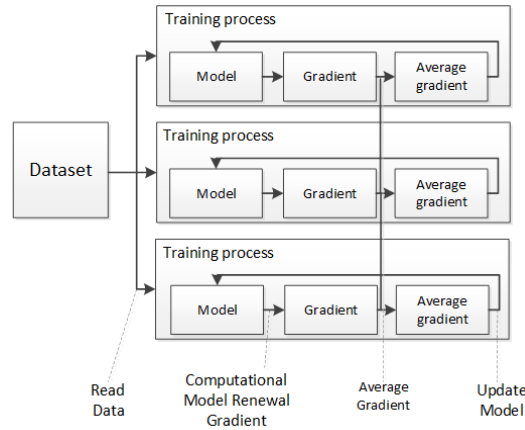 Training process
Model
Gradient
Average
gradient
Training process
Dataset
Model
Gradient
Average
gradient
Training process
Model
Gradient
Average
gradient
Read
Data
Computational
Model Renewal
Gradient
Average
Gradient
Update
Model